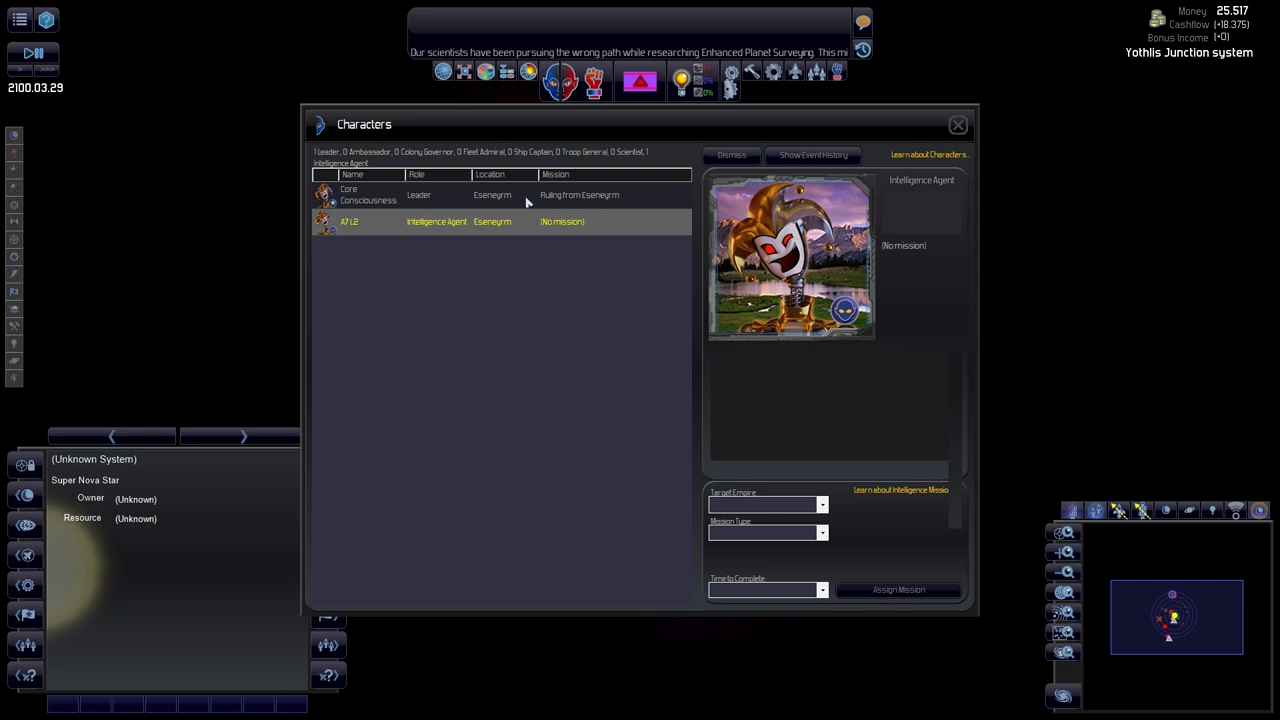 Money 25.517
Cashflow (+18.375)
Bonus Income (+0)
Yothlis Junction system
Our scientists have been pursuing the wrong path while researching Enhanced Planet Surveying. This mi
2100.03.29
Characters
1 Leader, 0 Ambassador, 0 Colony Governor, 0 Fleet Admiral, 0 Ship Captain, 0 Troop General, 0 Scientist, 1
Intelligence Agent
Dismiss
Show Event History
Learn about Characters...
Name Role Location Mission
Core Consciousness Leader Eseneyrm Ruling from Eseneyrm
A7 L2 Intelligence Agent Eseneyrm (No mission)
Intelligence Agent
(No mission)
(Unknown System)
Super Nova Star
Owner (Unknown)
Resource (Unknown)
Target Empire
Learn about Intelligence Missio
Mission Type
Time to Complete
Assign Mission